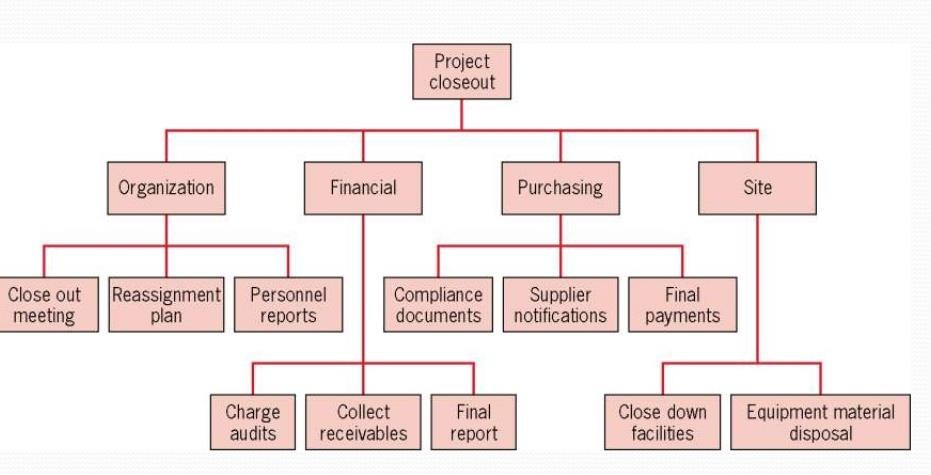 Project
closeout
Organization
Financial
Purchasing
Site
Close out
meeting
Reassignment
plan
Personnel
reports
Compliance
documents
Supplier
notifications
Final
payments
Charge
audits
Collect
receivables
Final
report
Close down
facilities
Equipment material
disposal